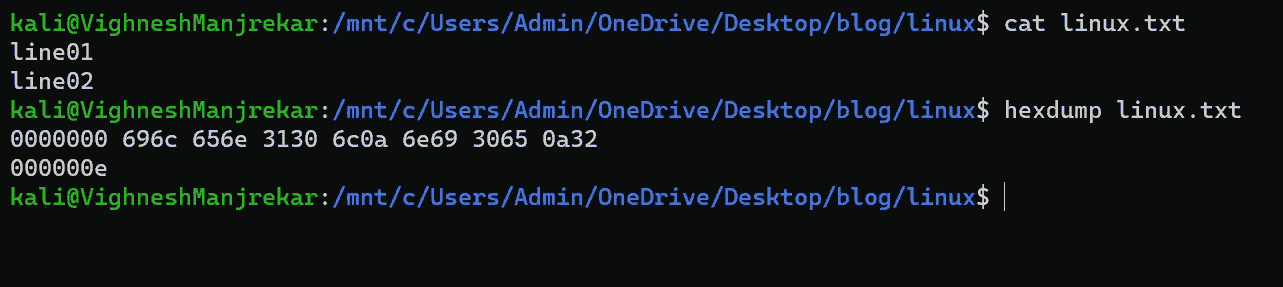 kali@VighneshManjrekar:/mnt/c/Users/Admin/OneDrive/Desktop/blog/linux$ cat linux.txt
line01
line02
kali@VighneshManjrekar:/mnt/c/Users/Admin/OneDrive/Desktop/blog/linux$ hexdump linux.txt
0000000 696c 656e 3130 6c0a 6e69 3065 0a32
000000e
kali@VighneshManjrekar:/mnt/c/Users/Admin/OneDrive/Desktop/blog/linux$